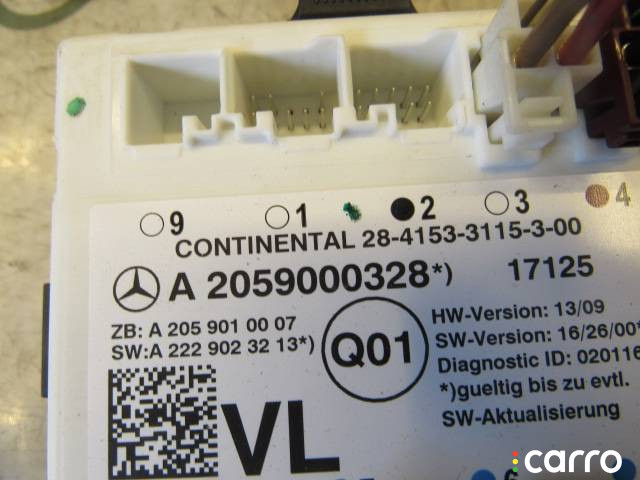 9 1 2 3 4
CONTINENTAL 28-4153-3115-3-00
A 2059000328*) 17125
ZB: A 205 901 00 07
SW:A 222 902 32 13*)
Q01
HW-Version: 13/09
SW-Version: 16/26/00*
Diagnostic ID: 020116
*)gueltig bis zu evtl.
SW-Aktualisierung
VL
6
carro